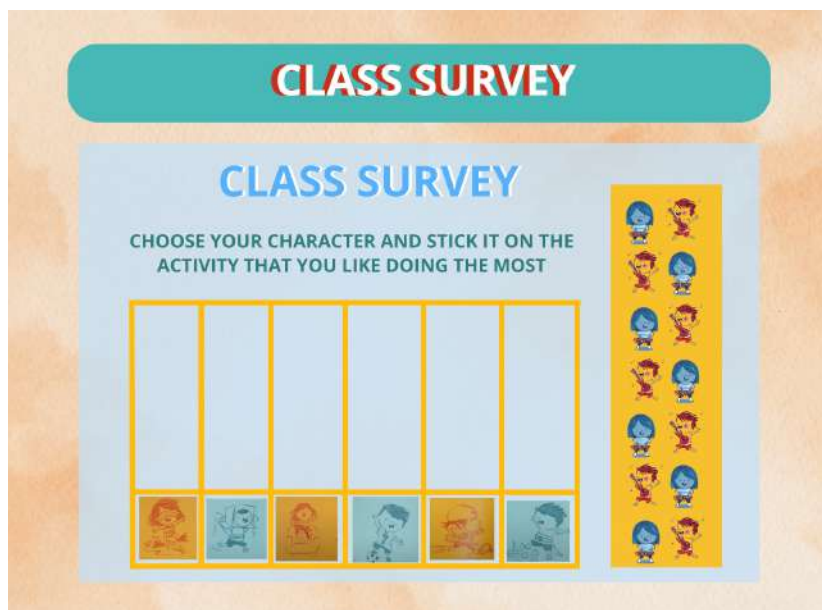 CLASS SURVEY
CLASS SURVEY
CHOOSE YOUR CHARACTER AND STICK IT ON THE
ACTIVITY THAT YOU LIKE DOING THE MOST